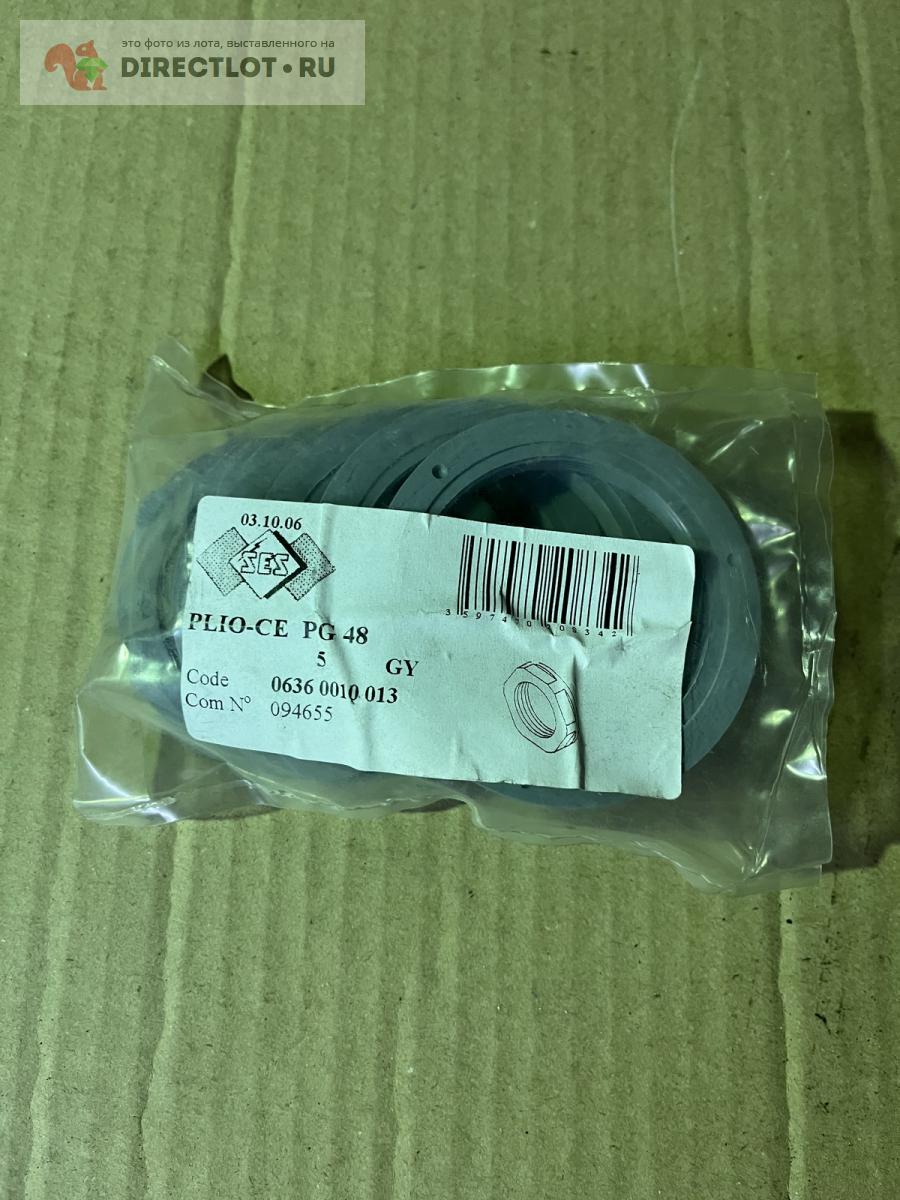 это фото из лота, выставленного на
DIRECTLOT•RU
03.10.06
SES
PLIO-CE PG 48
5 GY
Code 0636 0010 013
Com N° 094655